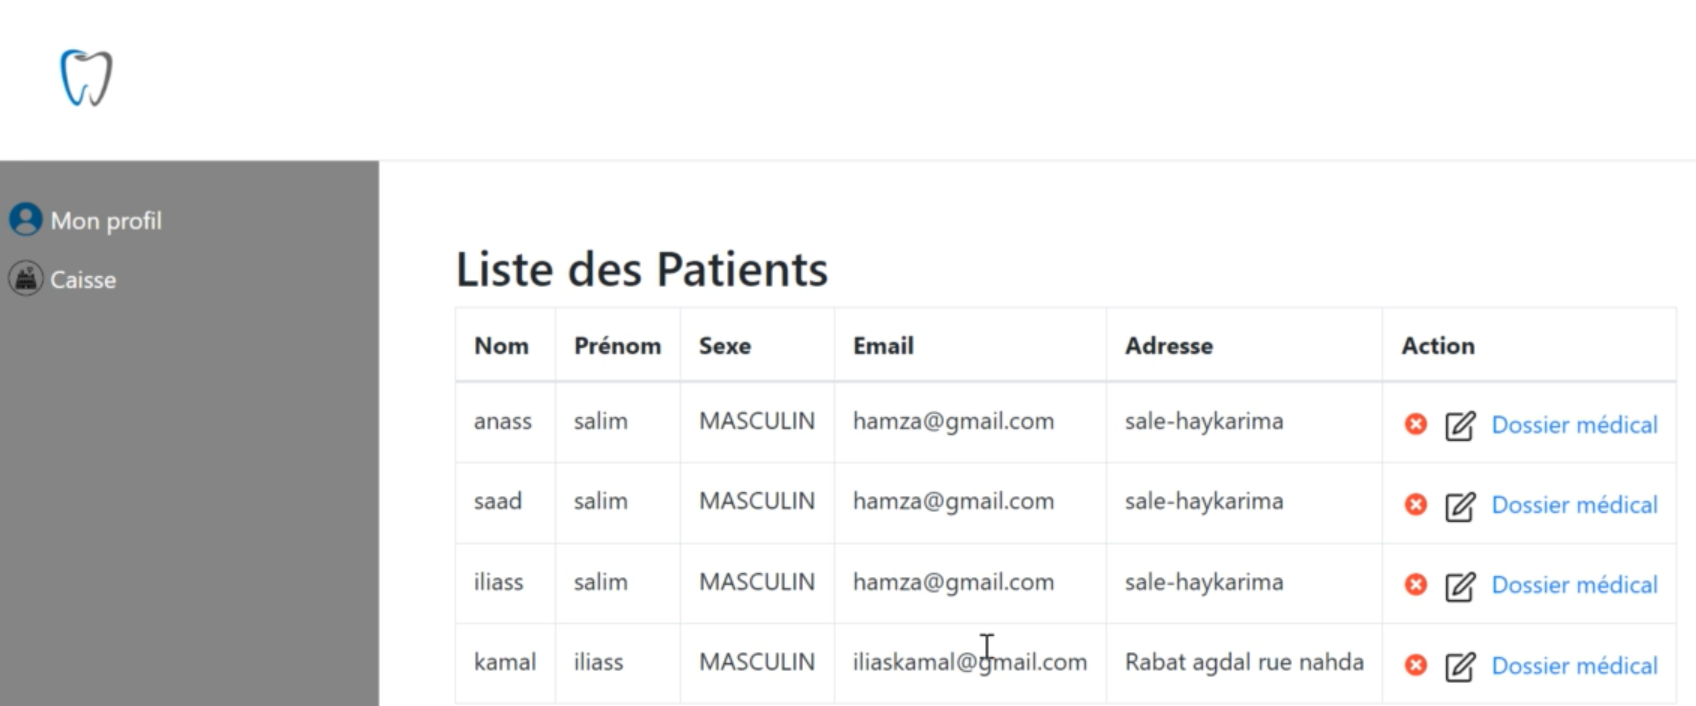 Mon profil
Caisse
Liste des Patients
Nom Prénom Sexe Email Adresse Action
anass salim MASCULIN hamza@gmail.com sale-haykarima Dossier médical
saad salim MASCULIN hamza@gmail.com sale-haykarima Dossier médical
iliass salim MASCULIN hamza@gmail.com sale-haykarima Dossier médical
kamal iliass MASCULIN iliaskamal@gmail.com Rabat agdal rue nahda Dossier médical